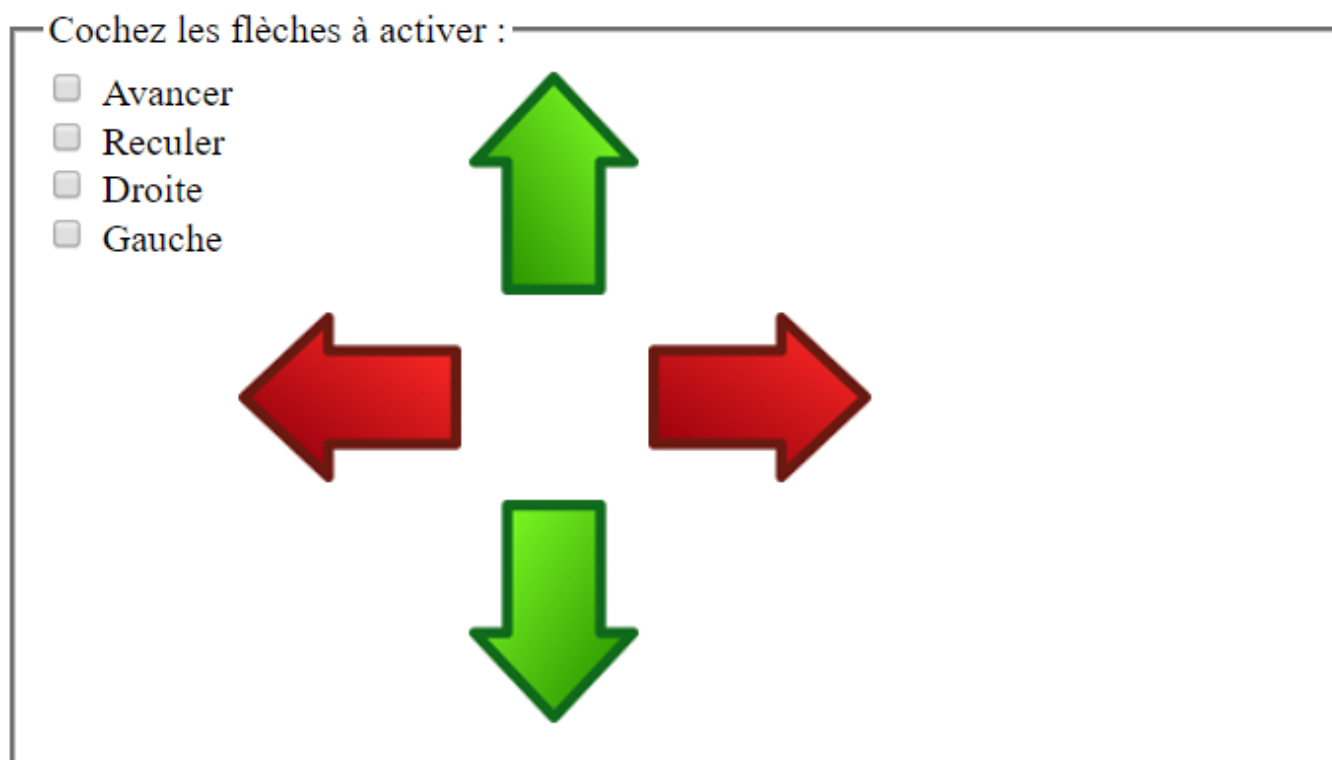 Cochez les flèches à activer :
Avancer
Reculer
Droite
Gauche